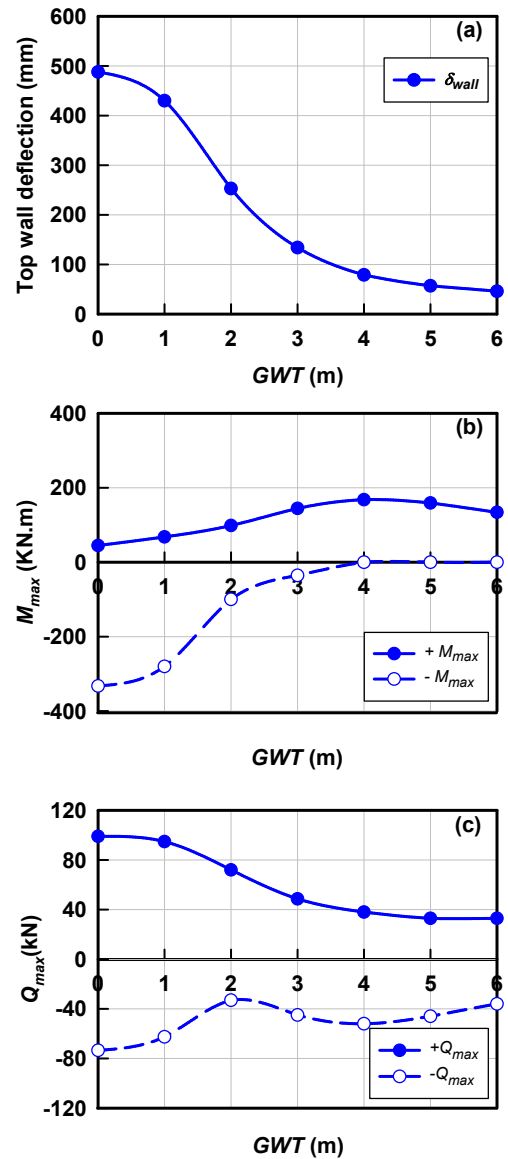 (a)
Top wall deflection (mm)
600
500
400
300
200
100
0
δwall
0 1 2 3 4 5 6
GWT (m)
(b)
Mmax (KN.m)
400
200
0
-200
-400
0 1 2 3 4 5 6
+ Mmax
- Mmax
GWT (m)
(c)
Qmax(kN)
120
80
40
0
-40
-80
-120
0 1 2 3 4 5 6
+Qmax
-Qmax
GWT (m)